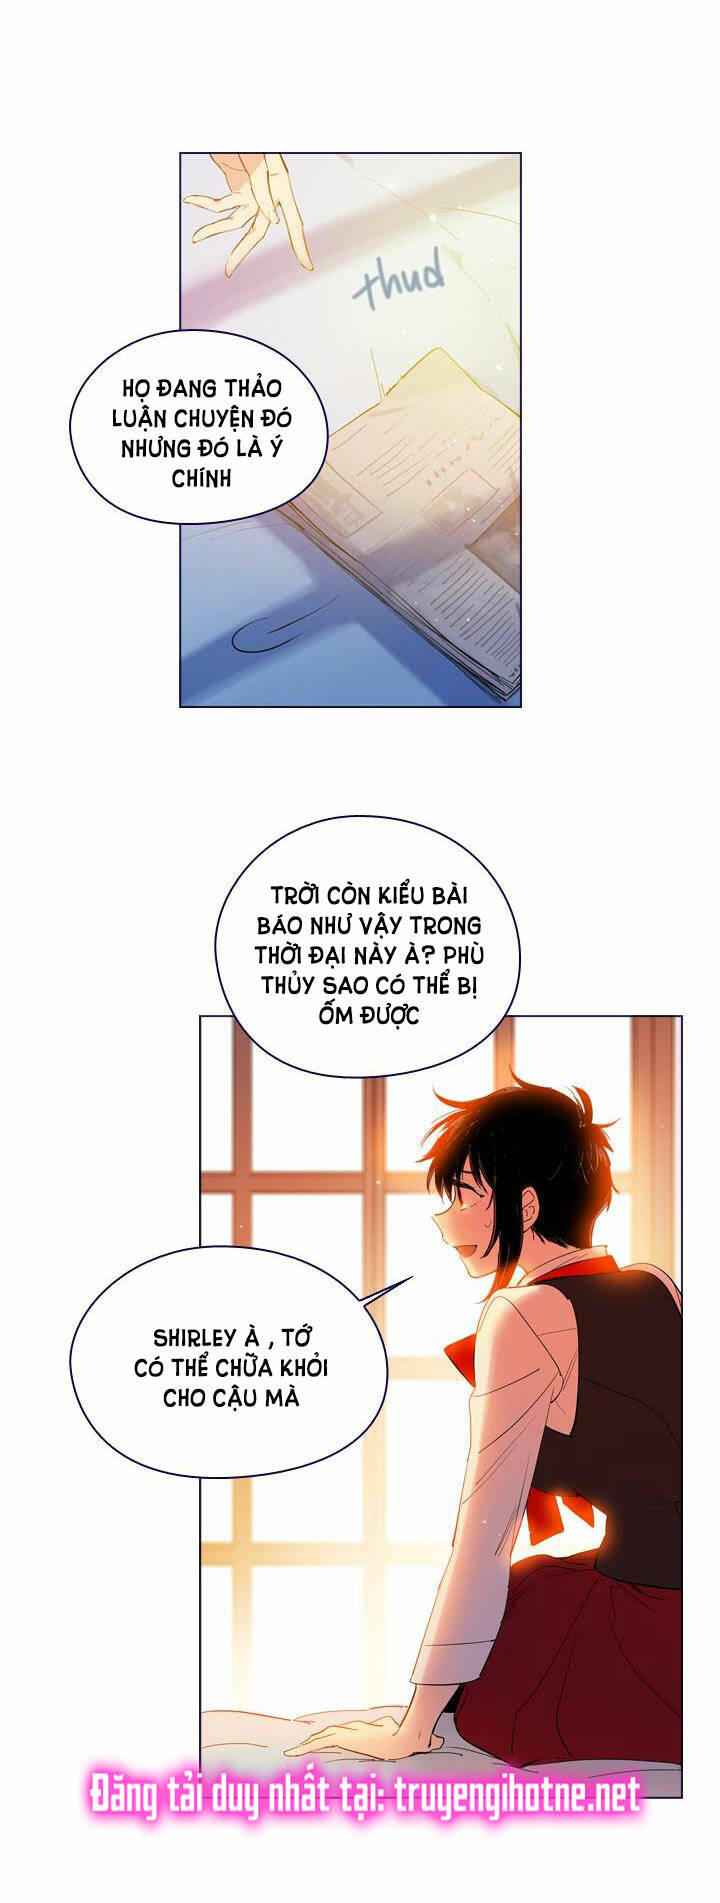 thud
HỌ ĐANG THẢO
LUẬN CHUYỆN ĐÓ
NHƯNG ĐÓ LÀ Ý
CHÍNH
TRỜI CÒN KIỂU BÀI
BÁO NHƯ VẬY TRONG
THỜI ĐẠI NÀY À? PHÙ
THỦY SAO CÓ THỂ BỊ
ỐM ĐƯỢC
SHIRLEY À , TỚ
CÓ THỂ CHỮA KHỎI
CHO CẬU MÀ
Đăng tải duy nhất tại: truyengihotne.net